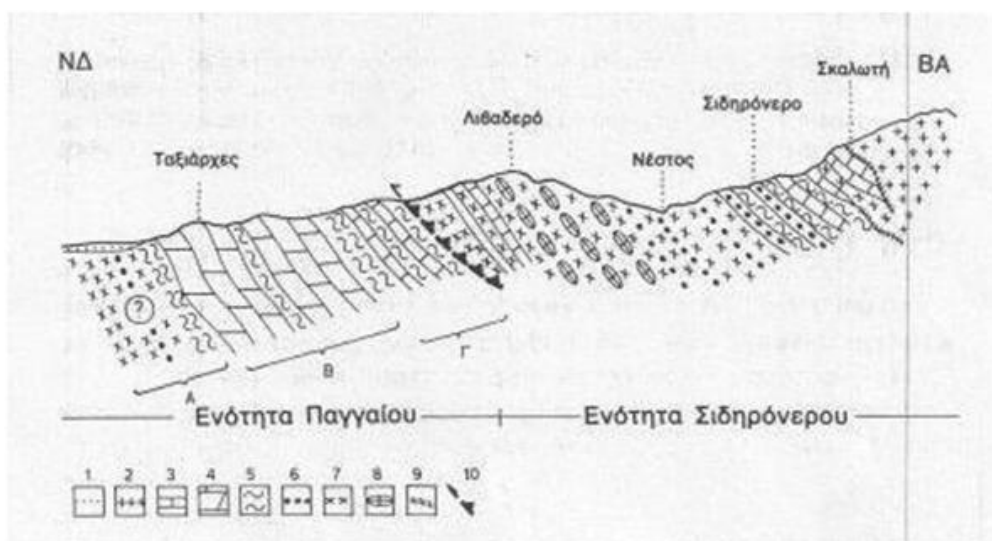 ΝΔ
Ταξιάρχες
Λιβαδερό
Νέστος
Σιδηρόνερο
Σκαλωτή
ΒΑ
?
Α
Β
Γ
Ενότητα Παγγαίου
Ενότητα Σιδηρόνερου
1 2 3 4 5 6 7 8 9 10